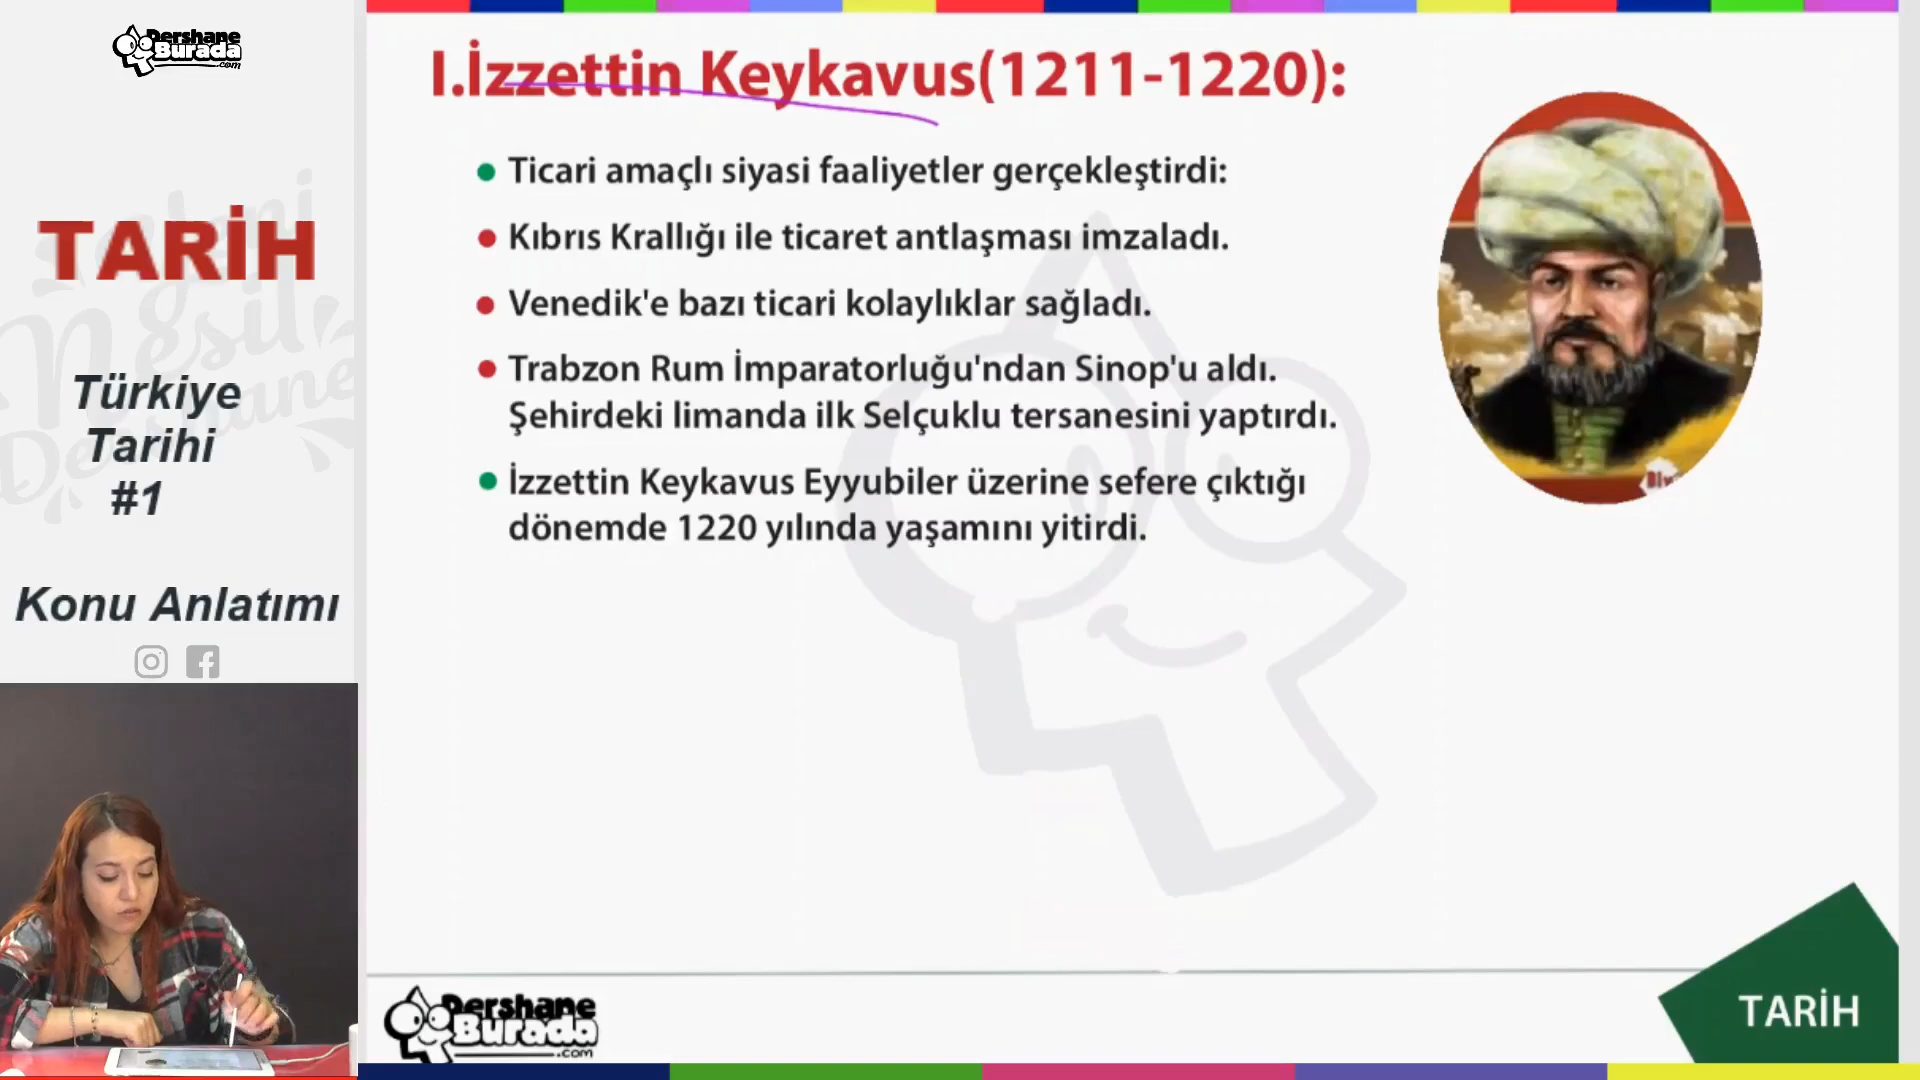 Dershane
Burada
.com
TARİH
Türkiye
Tarihi
#1
Konu Anlatımı
I.İzzettin Keykavus(1211-1220):
Ticari amaçlı siyasi faaliyetler gerçekleştirdi:
Kıbrıs Krallığı ile ticaret antlaşması imzaladı.
Venedik'e bazı ticari kolaylıklar sağladı.
Trabzon Rum İmparatorluğu'ndan Sinop'u aldı.
Şehirdeki limanda ilk Selçuklu tersanesini yaptırdı.
İzzettin Keykavus Eyyubiler üzerine sefere çıktığı
dönemde 1220 yılında yaşamını yitirdi.
Dershane
Burada
.com
TARİH